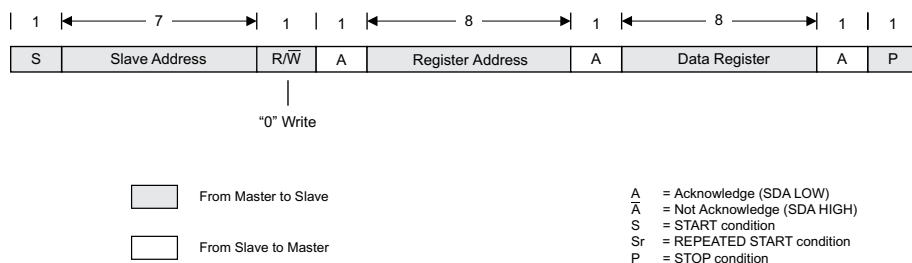 1 7 1 1 8 1 8 1 1
S Slave Address R/W̅ A Register Address A Data Register A P
“0” Write
From Master to Slave
From Slave to Master
A = Acknowledge (SDA LOW)
A̅ = Not Acknowledge (SDA HIGH)
S = START condition
Sr = REPEATED START condition
P = STOP condition